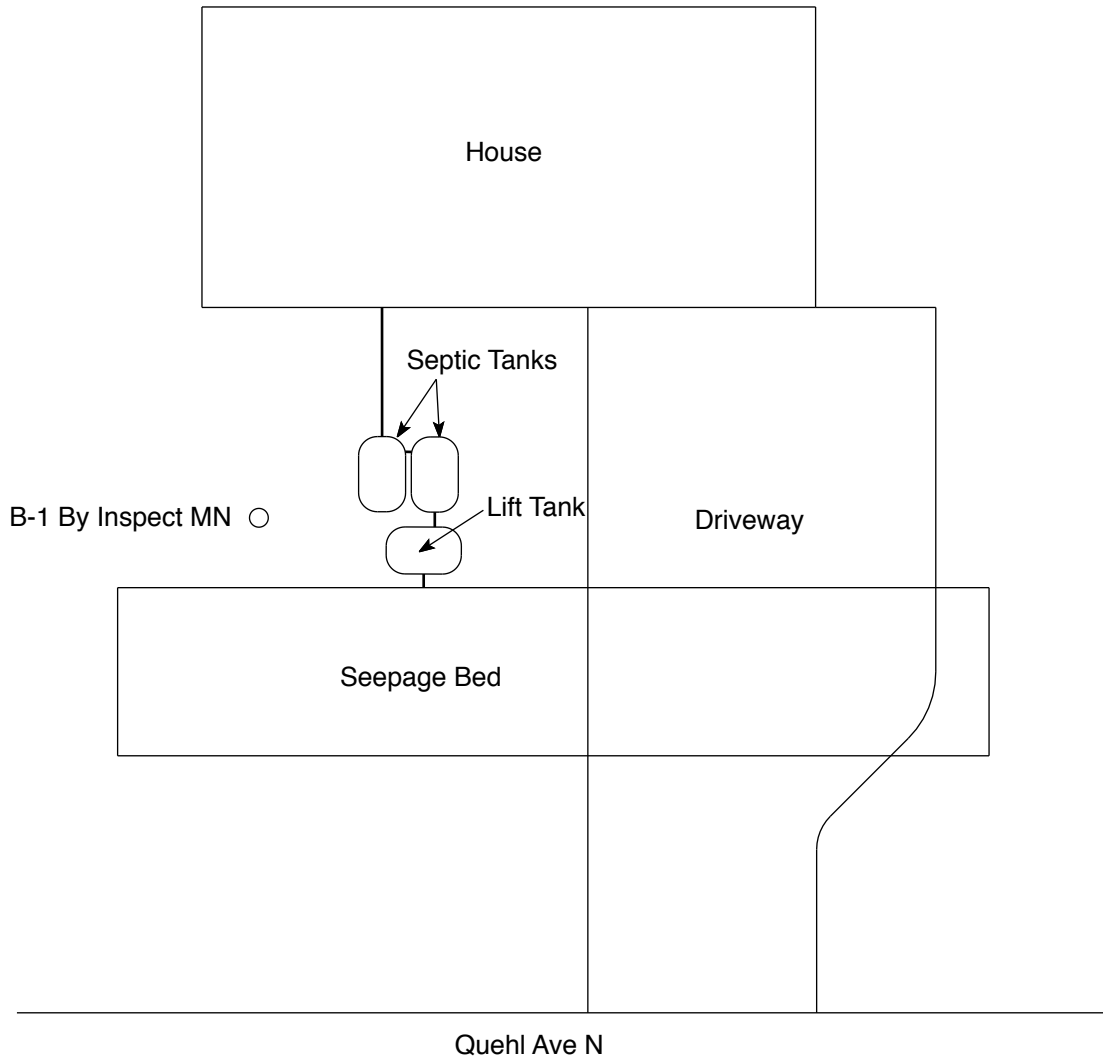 House
Septic Tanks
Lift Tank
B-1 By Inspect MN
Driveway
Seepage Bed
Quehl Ave N